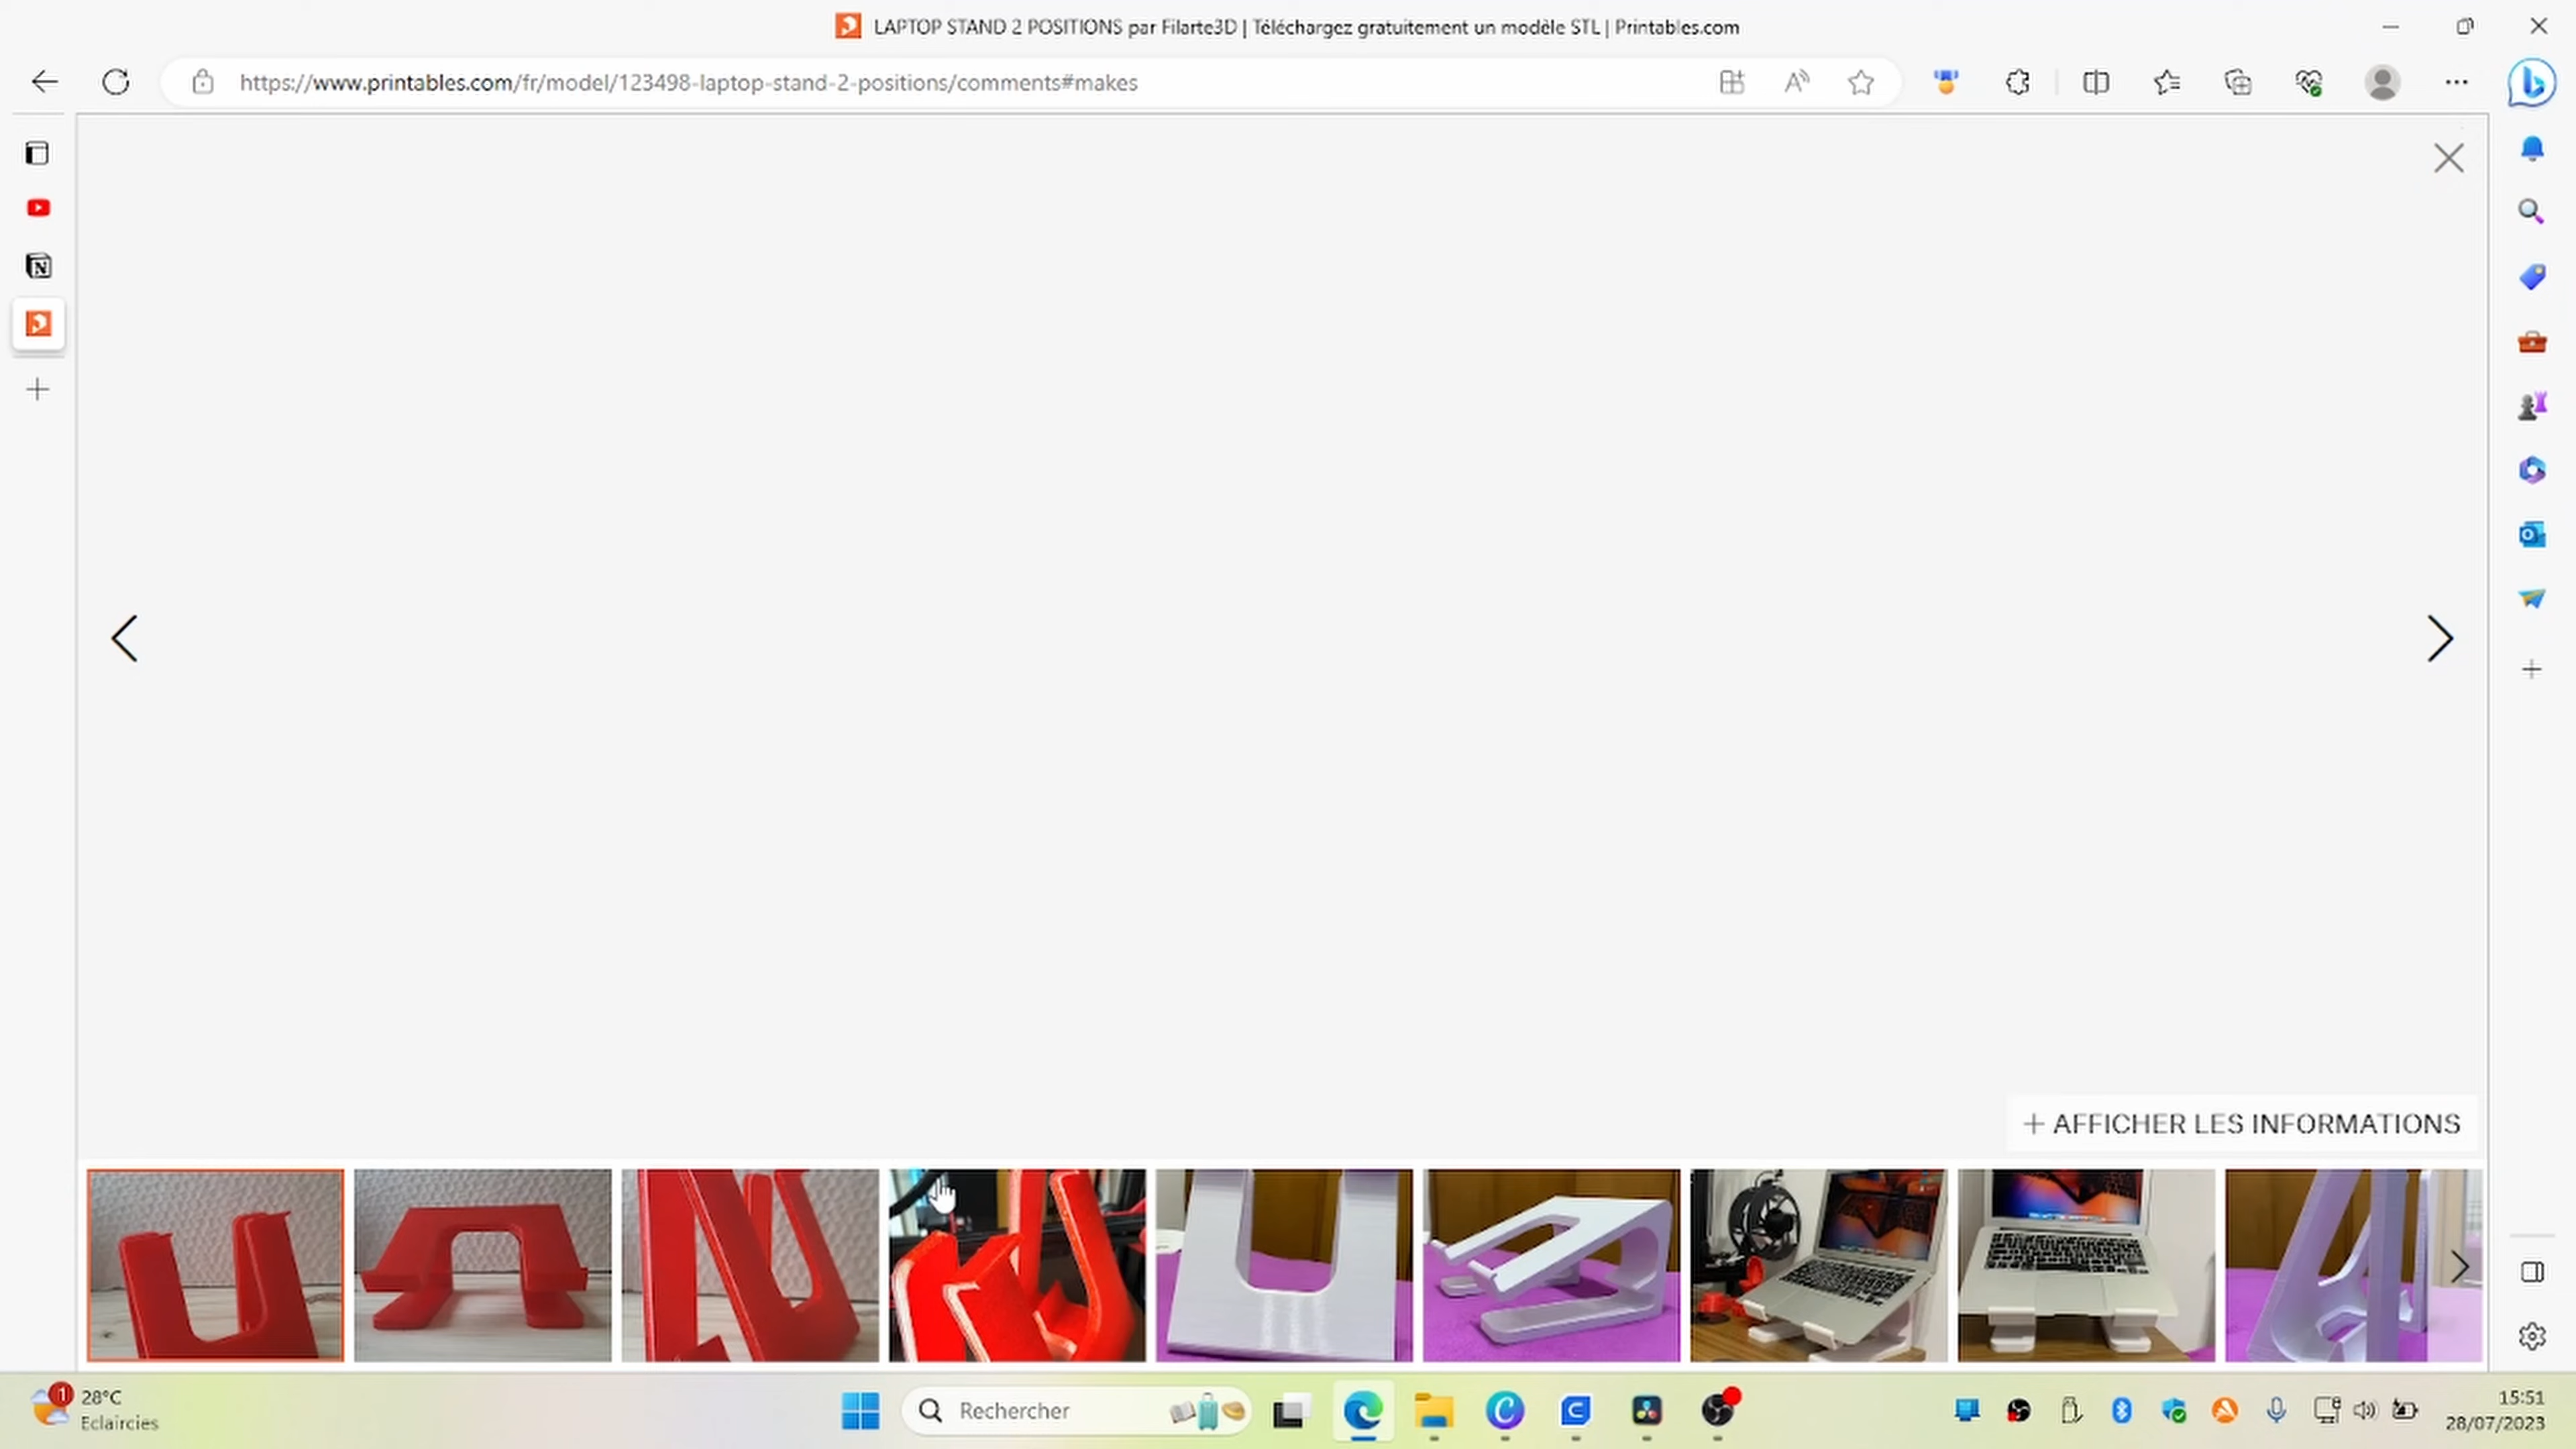 LAPTOP STAND 2 POSITIONS par Filarte3D | Téléchargez gratuitement un modèle STL | Printables.com
https://www.printables.com/fr/model/123498-laptop-stand-2-positions/comments#makes
+ AFFICHER LES INFORMATIONS
1
28°C
Eclaircies
Rechercher
15:51
28/07/2023